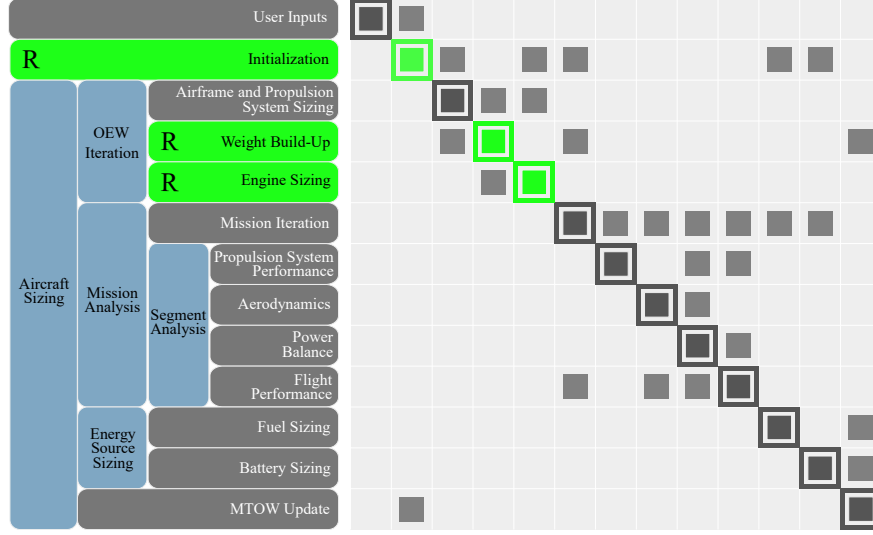 User Inputs
R Initialization
Airframe and Propulsion
System Sizing
OEW
Iteration
R Weight Build-Up
R Engine Sizing
Mission Iteration
Propulsion System
Performance
Aircraft
Sizing
Mission
Analysis
Segment
Analysis
Aerodynamics
Power
Balance
Flight
Performance
Energy
Source
Sizing
Fuel Sizing
Battery Sizing
MTOW Update